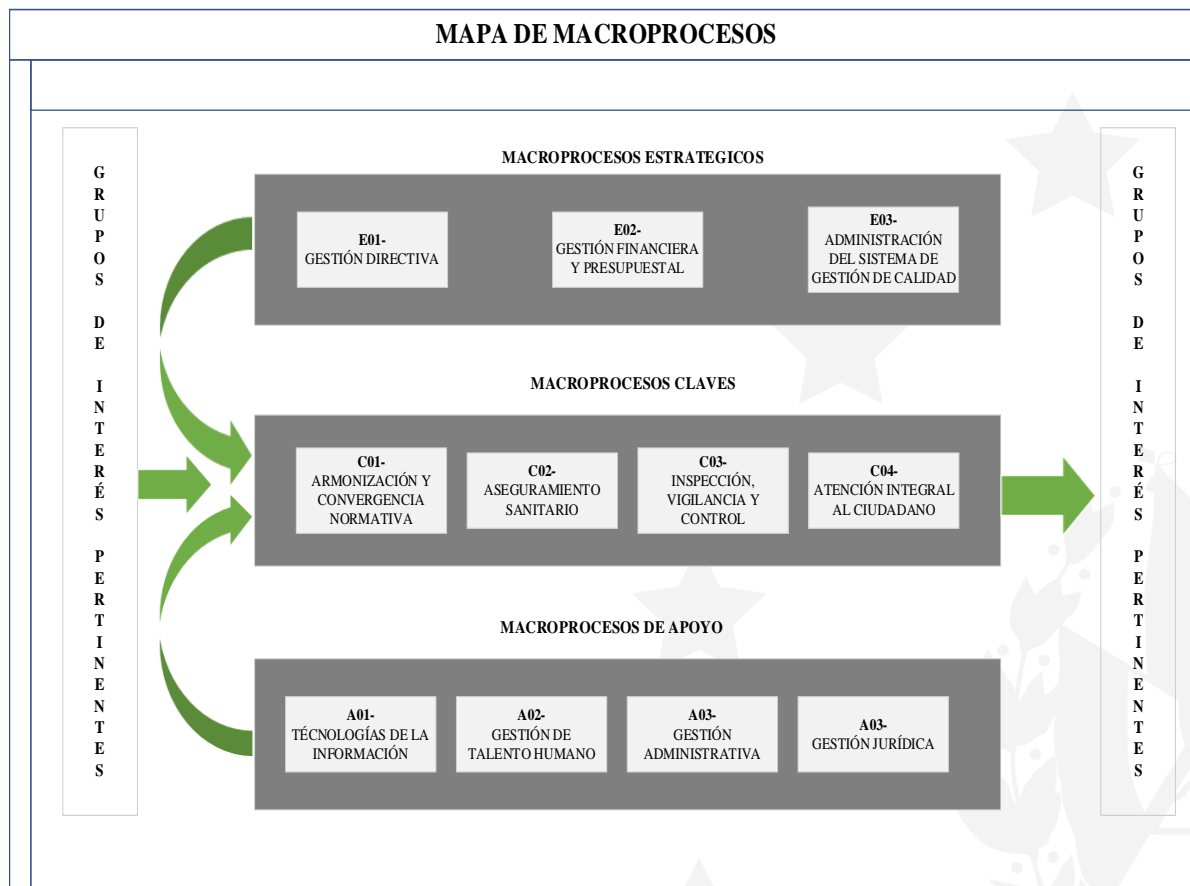 MAPA DE MACROPROCESOS
GRUPOS DE INTERÉS PERTINENTES
MACROPROCESOS ESTRATEGICOS
E01-
GESTIÓN DIRECTIVA
E02-
GESTIÓN FINANCIERA
Y PRESUPUESTAL
E03-
ADMINISTRACIÓN
DEL SISTEMA DE
GESTIÓN DE CALIDAD
MACROPROCESOS CLAVES
C01-
ARMONIZACIÓN Y
CONVERGENCIA
NORMATIVA
C02-
ASEGURAMIENTO
SANITARIO
C03-
INSPECCIÓN,
VIGILANCIA Y
CONTROL
C04-
ATENCIÓN INTEGRAL
AL CIUDADANO
MACROPROCESOS DE APOYO
A01-
TÉCNOLOGÍAS DE LA
INFORMACIÓN
A02-
GESTIÓN DE
TALENTO HUMANO
A03-
GESTIÓN
ADMINISTRATIVA
A03-
GESTIÓN JURÍDICA
GRUPOS DE INTERÉS PERTINENTES